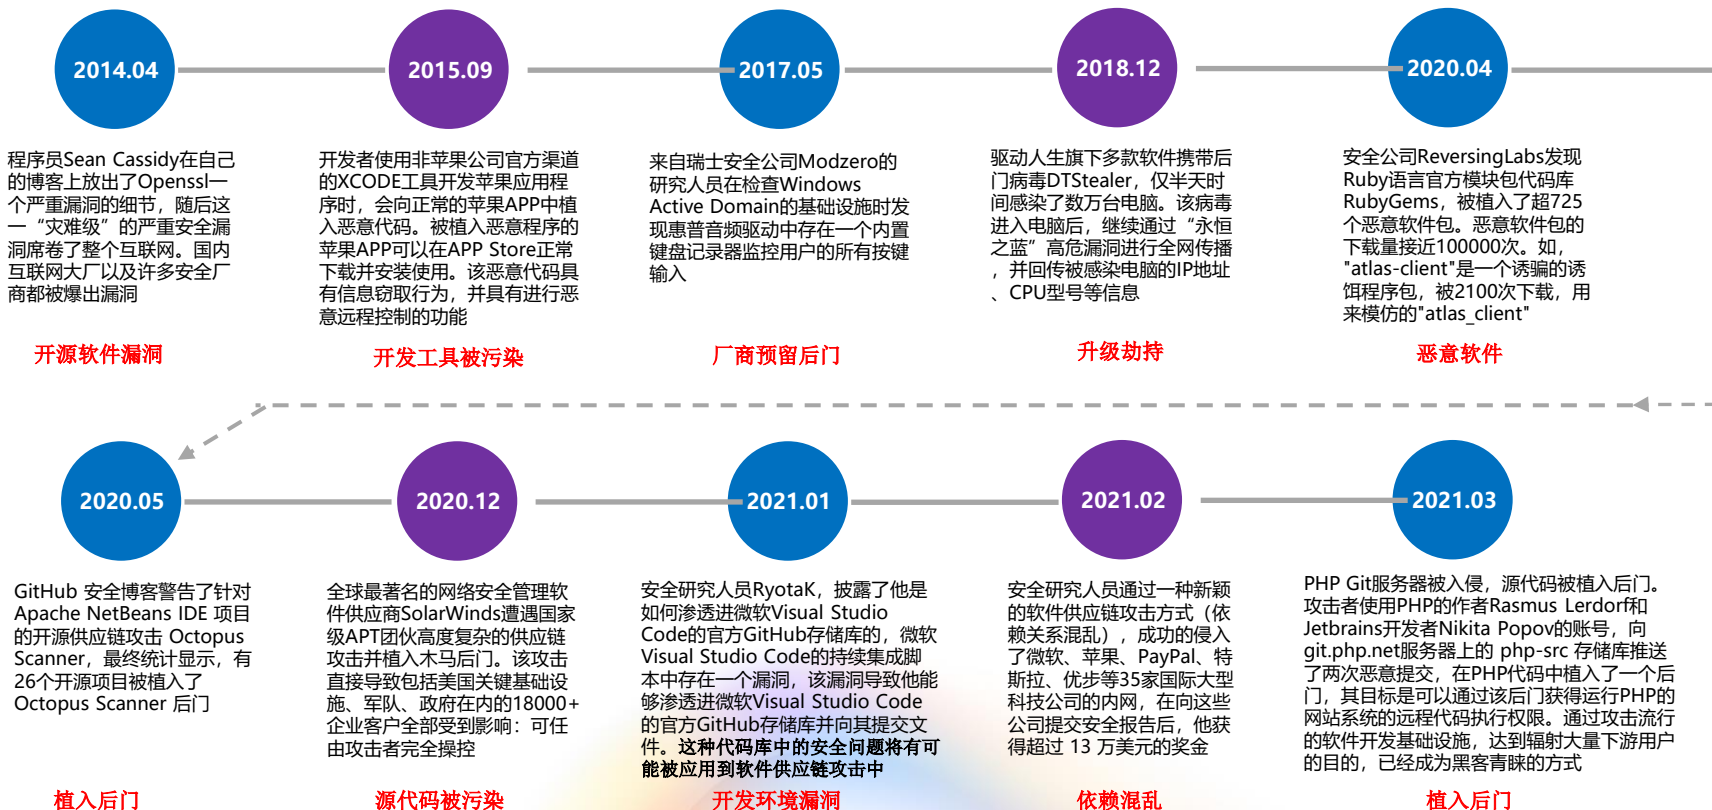 2014.04
2015.09
2017.05
2018.12
2020.04
程序员Sean Cassidy在自己
的博客上放出了Openssl一
个严重漏洞的细节，随后这
一“灾难级”的严重安全漏
洞席卷了整个互联网。国内
互联网大厂以及许多安全厂
商都被爆出漏洞
开源软件漏洞
开发者使用非苹果公司官方渠道
的XCODE工具开发苹果应用程
序时，会向正常的苹果APP中植
入恶意代码。被植入恶意程序的
苹果APP可以在APP Store正常
下载并安装使用。该恶意代码具
有信息窃取行为，并具有进行恶
意远程控制的功能
开发工具被污染
来自瑞士安全公司Modzero的
研究人员在检查Windows
Active Domain的基础设施时发
现惠普音频驱动中存在一个内置
键盘记录器监控用户的所有按键
输入
厂商预留后门
驱动人生旗下多款软件携带后
门病毒DTStealer，仅半天时
间感染了数万台电脑。该病毒
进入电脑后，继续通过“永恒
之蓝”高危漏洞进行全网传播
，并回传被感染电脑的IP地址
、CPU型号等信息
升级劫持
安全公司ReversingLabs发现
Ruby语言官方模块包代码库
RubyGems，被植入了超725
个恶意软件包。恶意软件包的
下载量接近100000次。如，
"atlas-client"是一个诱骗的诱
饵程序包，被2100次下载，用
来模仿的"atlas_client"
恶意软件
2020.05
2020.12
2021.01
2021.02
2021.03
GitHub 安全博客警告了针对
Apache NetBeans IDE 项目
的开源供应链攻击 Octopus
Scanner，最终统计显示，有
26个开源项目被植入了
Octopus Scanner 后门
植入后门
全球最著名的网络安全管理软
件供应商SolarWinds遭遇国家
级APT团伙高度复杂的供应链
攻击并植入木马后门。该攻击
直接导致包括美国关键基础设
施、军队、政府在内的18000+
企业客户全部受到影响：可任
由攻击者完全操控
源代码被污染
安全研究人员RyotaK，披露了他是
如何渗透进微软Visual Studio
Code的官方GitHub存储库的，微软
Visual Studio Code的持续集成脚
本中存在一个漏洞，该漏洞导致他能
够渗透进微软Visual Studio Code
的官方GitHub存储库并向其提交文
件。这种代码库中的安全问题将有可
能被应用到软件供应链攻击中
开发环境漏洞
安全研究人员通过一种新颖
的软件供应链攻击方式（依
赖关系混乱），成功的侵入
了微软、苹果、PayPal、特
斯拉、优步等35家国际大型
科技公司的内网，在向这些
公司提交安全报告后，他获
得超过 13 万美元的奖金
依赖混乱
PHP Git服务器被入侵，源代码被植入后门。
攻击者使用PHP的作者Rasmus Lerdorf和
Jetbrains开发者Nikita Popov的账号，向
git.php.net服务器上的 php-src 存储库推送
了两次恶意提交，在PHP代码中植入了一个后
门，其目标是可以通过该后门获得运行PHP的
网站系统的远程代码执行权限。通过攻击流行
的软件开发基础设施，达到辐射大量下游用户
的目的，已经成为黑客青睐的方式
植入后门